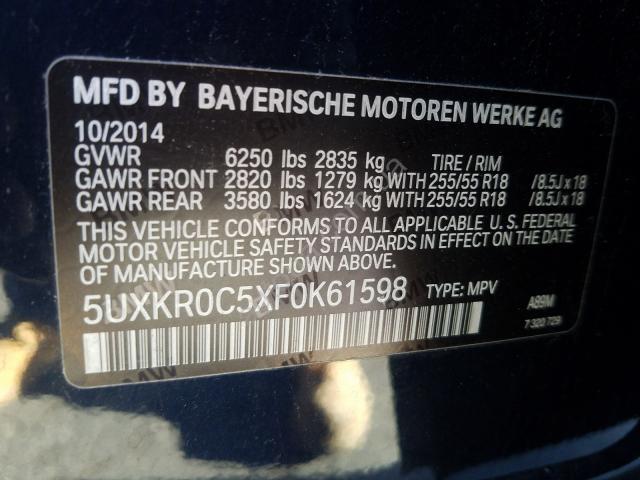 MFD BY BAYERISCHE MOTOREN WERKE AG
10/2014
GVWR 6250 lbs 2835 kg TIRE / RIM
GAWR FRONT 2820 lbs 1279 kg WITH 255/55 R18 /8.5J x 18
GAWR REAR 3580 lbs 1624 kg WITH 255/55 R18 /8.5J x 18
THIS VEHICLE CONFORMS TO ALL APPLICABLE U. S. FEDERAL
MOTOR VEHICLE SAFETY STANDARDS IN EFFECT ON THE DATE
OF MANUFACTURE SHOWN ABOVE.
5UXKR0C5XF0K61598 TYPE: MPV A89M
7 320 729